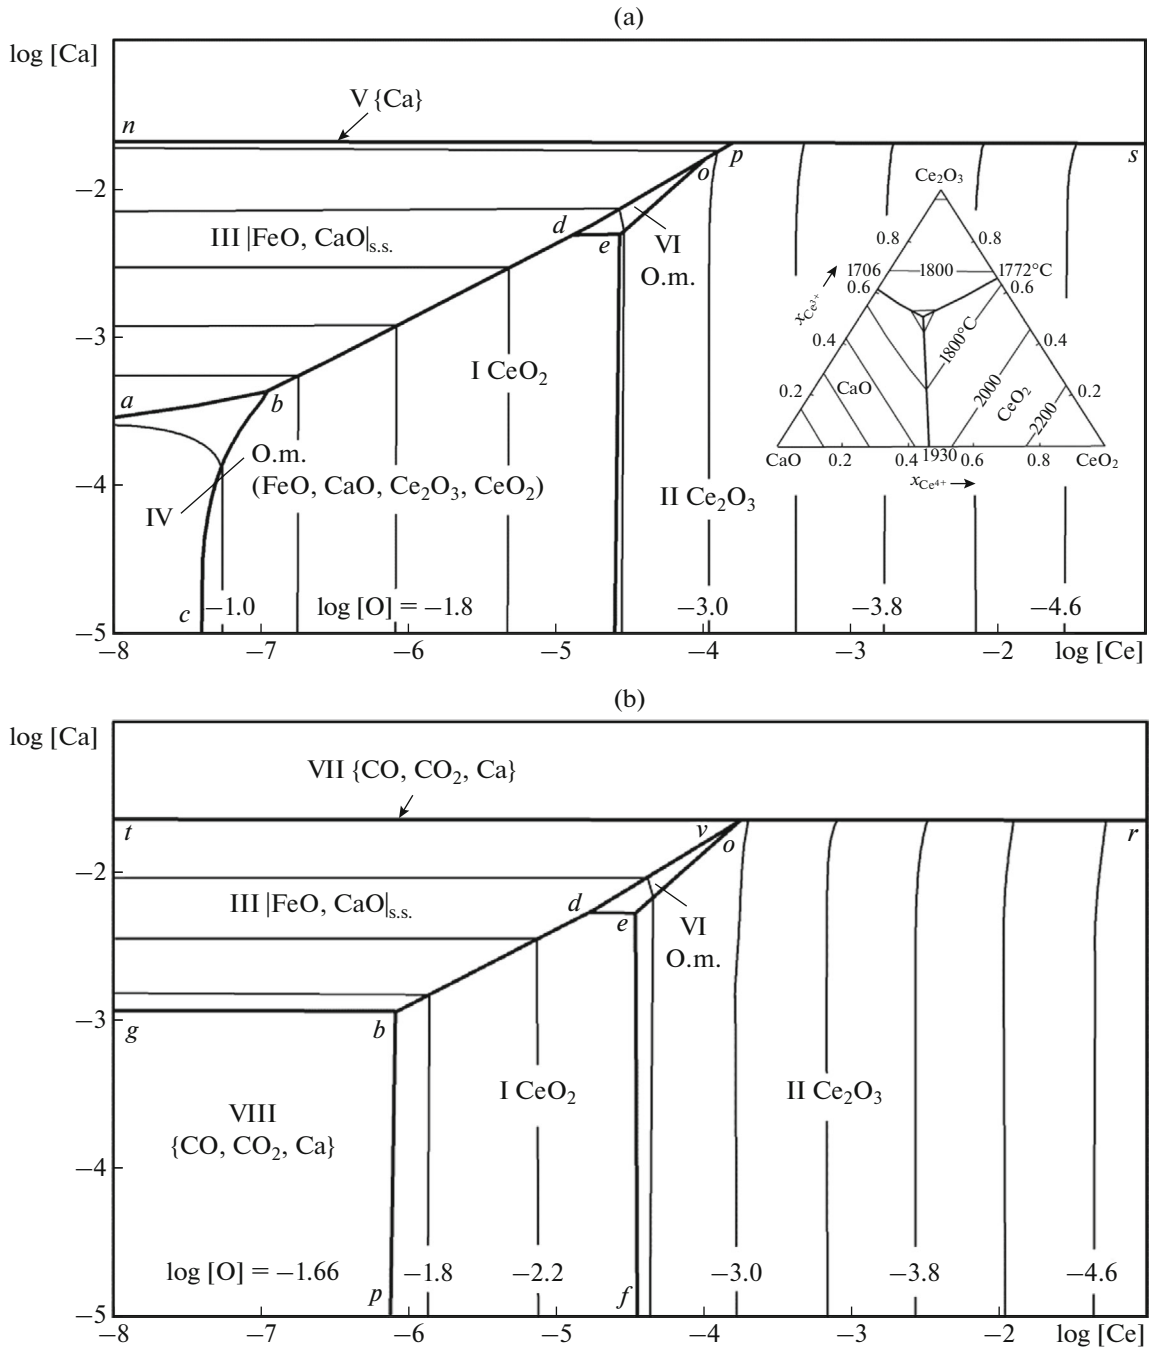 (a)
log [Ca]
V {Ca}
n
p
s
o
−2
III |FeO, CaO|s.s.
d
e
VI
O.m.
Ce2O3
0.8
0.8
1706
1800
1772°C
0.6
0.6
xCe3+
0.4
1800°C
0.4
0.2
CaO
2000
CeO2
2200
0.2
CaO
0.2
0.4
1930
0.6
0.8
CeO2
xCe4+
−3
I CeO2
a
b
O.m.
(FeO, CaO, Ce2O3, CeO2)
−4
IV
II Ce2O3
c
−1.0
log [O] = −1.8
−3.0
−3.8
−4.6
−5
−8
−7
−6
−5
−4
−3
−2
log [Ce]
(b)
log [Ca]
VII {CO, CO2, Ca}
t
v
o
r
−2
III |FeO, CaO|s.s.
d
e
VI
O.m.
−3
g
b
I CeO2
II Ce2O3
VIII
{CO, CO2, Ca}
−4
log [O] = −1.66
−1.8
−2.2
−3.0
−3.8
−4.6
p
f
−5
−8
−7
−6
−5
−4
−3
−2
log [Ce]